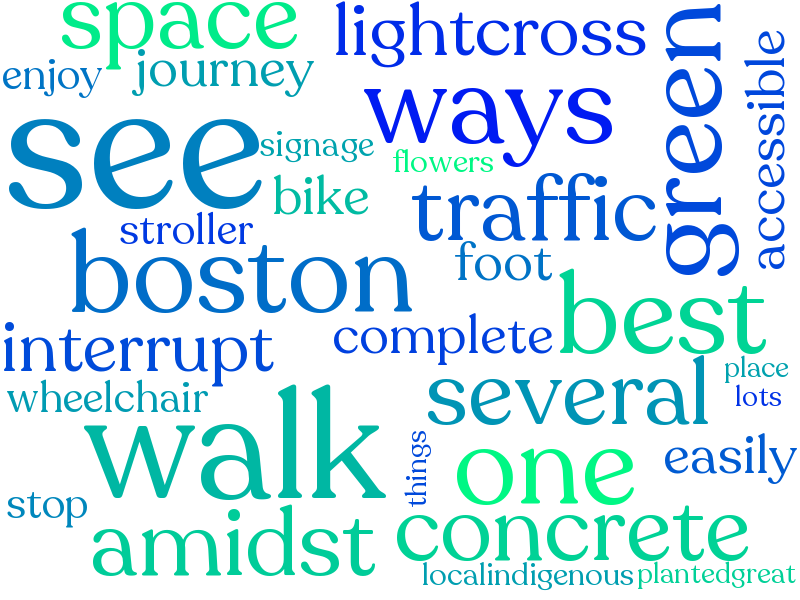 space
lightcross
green
enjoy
journey
accessible
see
ways
signage
flowers
bike
traffic
stroller
boston
foot
best
interrupt
complete
place
wheelchair
several
lots
walk
things
one
easily
stop
amidst
concrete
localindigenous
plantedgreat